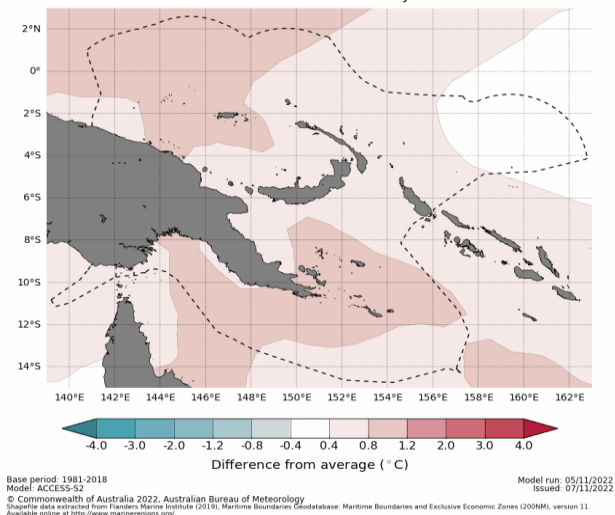 2°N
0°
2°S
4°S
6°S
8°S
10°S
12°S
14°S
140°E 142°E 144°E 146°E 148°E 150°E 152°E 154°E 156°E 158°E 160°E 162°E
-4.0 -3.0 -2.0 -1.2 -0.8 -0.4 0.4 0.8 1.2 2.0 3.0 4.0
Difference from average (°C)
Base period: 1981-2018 Model run: 05/11/2022
Model: ACCESS-S2 Issued: 07/11/2022
© Commonwealth of Australia 2022, Australian Bureau of Meteorology
Shapefile data extracted from Flanders Marine Institute (2019), Maritime Boundaries Geodatabase: Maritime Boundaries and Exclusive Economic Zones (200NM), version 11.
Available online at http://www.marineregions.org/.